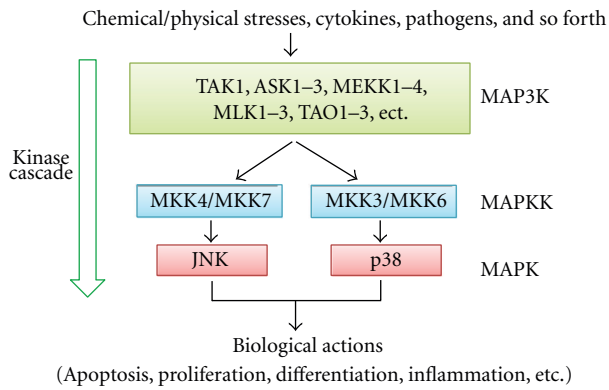 Chemical/physical stresses, cytokines, pathogens, and so forth
TAK1, ASK1–3, MEKK1–4,
MLK1–3, TAO1–3, ect.
MAP3K
Kinase
cascade
MKK4/MKK7
MKK3/MKK6
MAPKK
JNK
p38
MAPK
Biological actions
(Apoptosis, proliferation, differentiation, inflammation, etc.)